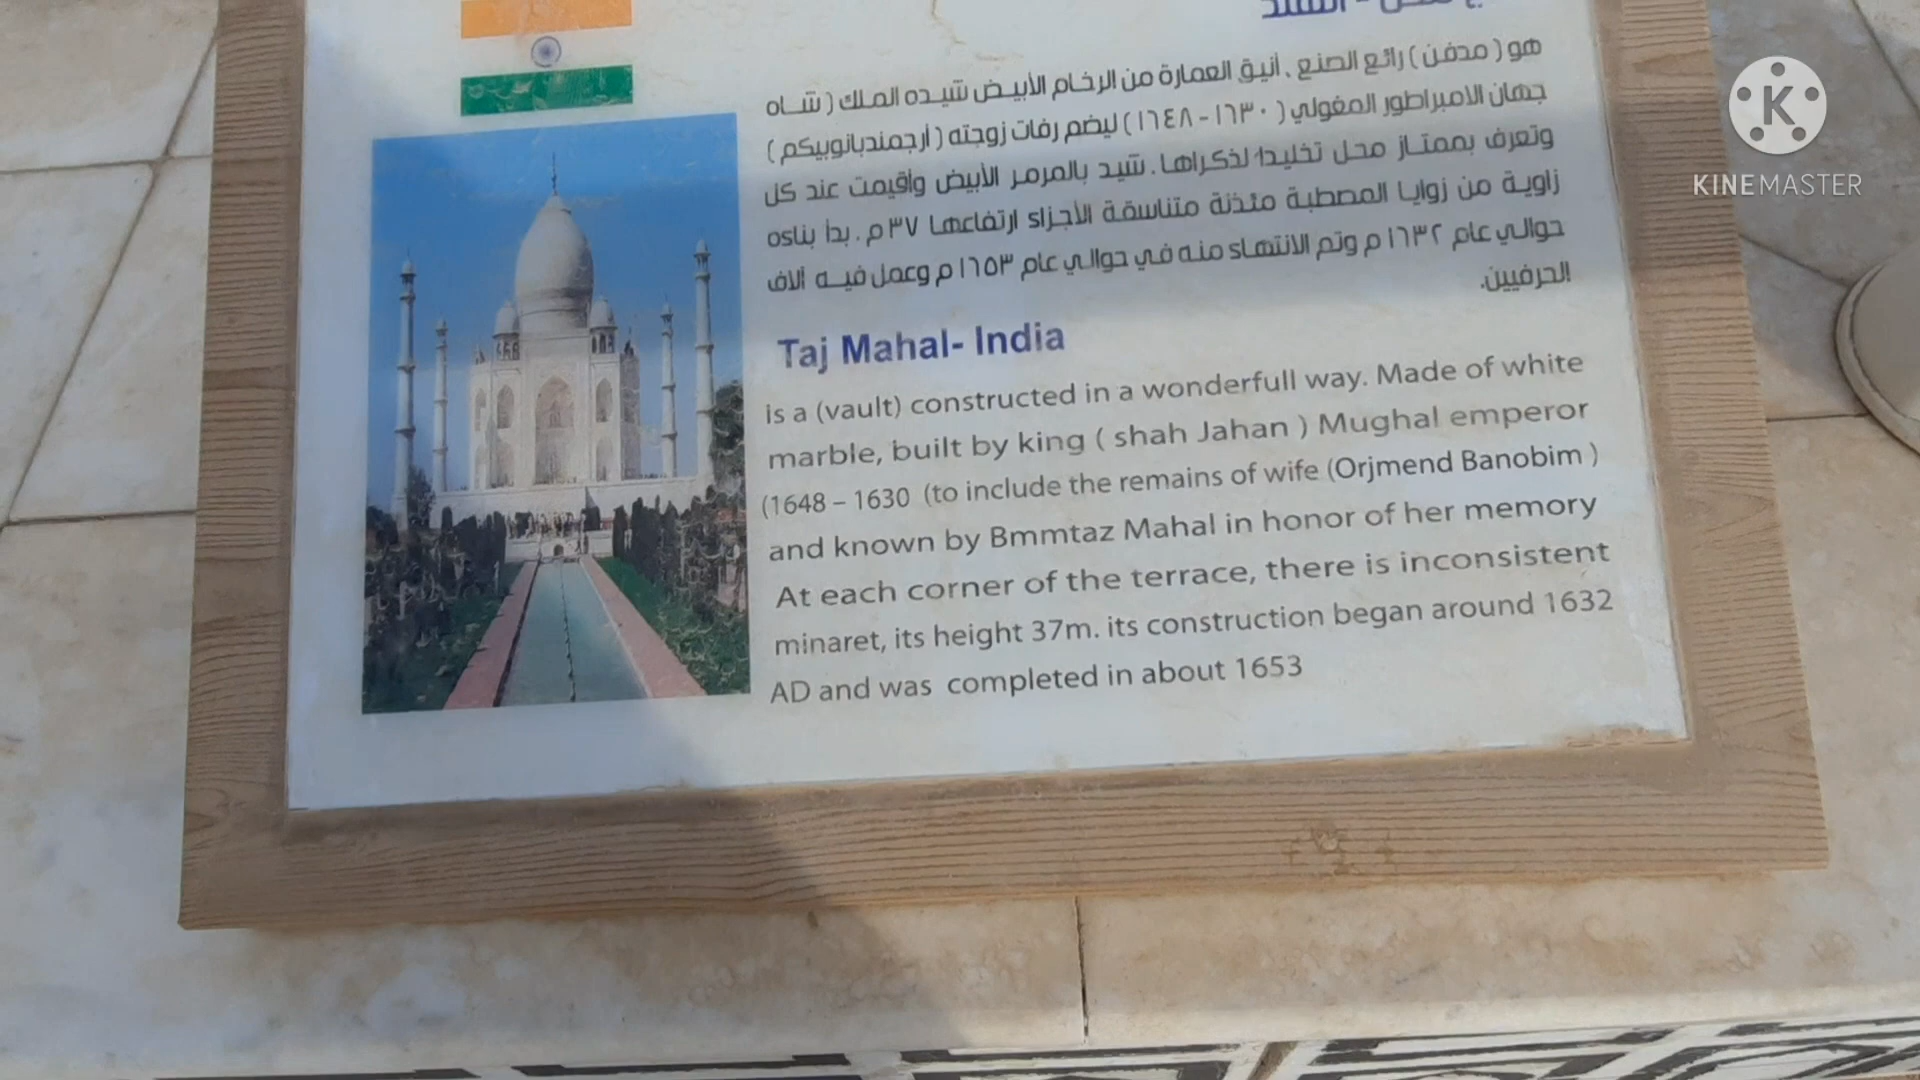 هو ( مدفن ) رائع الصنع ، أنيق العمارة من الرخام الأبيض شيده الملك ( شاه
جهان الامبراطور المغولي ( ١٦٣٠ - ١٦٤٨ ) ليضم رفات زوجته ( أرجمندبانوبيكم )
وتعرف بممتاز محل تخليدا لذكراها . شيد بالمرمر الأبيض وأقيمت عند كل
زاوية من زوايا المصطبة مئذنة متناسقة الأجزاء ارتفاعها ٣٧ م . بدأ بناءه
حوالي عام ١٦٣٢ م وتم الانتهاء منه في حوالي عام ١٦٥٣ م وعمل فيه آلاف
الحرفيين.
Taj Mahal- India
is a (vault) constructed in a wonderfull way. Made of white
marble, built by king ( shah Jahan ) Mughal emperor
(1648 – 1630 (to include the remains of wife (Orjmend Banobim )
and known by Bmmtaz Mahal in honor of her memory
At each corner of the terrace, there is inconsistent
minaret, its height 37m. its construction began around 1632
AD and was completed in about 1653
K
KINEMASTER